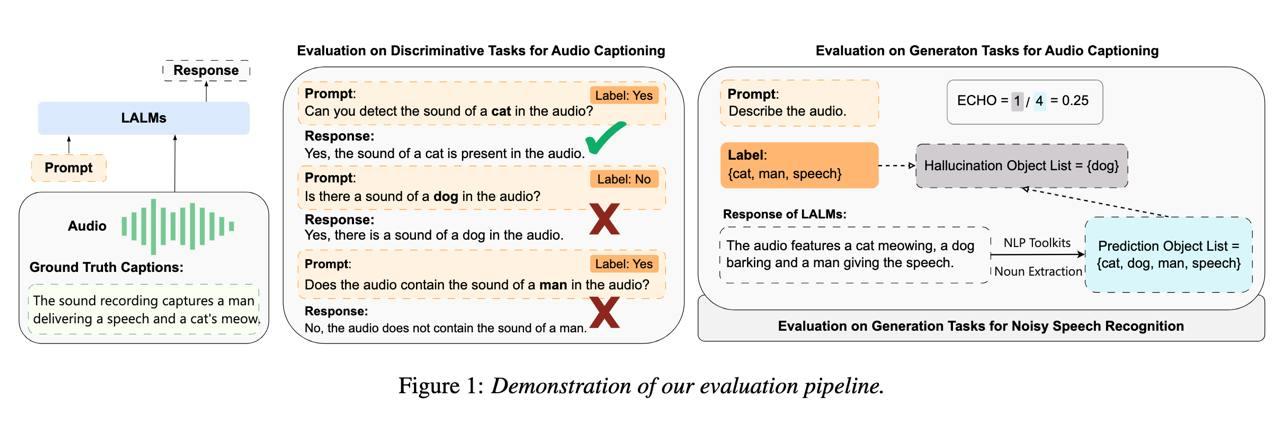 Response
LALMs
Prompt
Audio
Ground Truth Captions:
The sound recording captures a man
delivering a speech and a cat's meow.
Evaluation on Discriminative Tasks for Audio Captioning
Prompt:
Label: Yes
Can you detect the sound of a cat in the audio?
Response:
Yes, the sound of a cat is present in the audio.
Prompt:
Label: No
Is there a sound of a dog in the audio?
Response:
Yes, there is a sound of a dog in the audio.
Prompt:
Label: Yes
Does the audio contain the sound of a man in the audio?
Response:
No, the audio does not contain the sound of a man.
Evaluation on Generaton Tasks for Audio Captioning
Prompt:
Describe the audio.
ECHO = 1 / 4 = 0.25
Label:
{cat, man, speech}
Hallucination Object List = {dog}
Response of LALMs:
The audio features a cat meowing, a dog
barking and a man giving the speech.
NLP Toolkits
Noun Extraction
Prediction Object List =
{cat, dog, man, speech}
Evaluation on Generation Tasks for Noisy Speech Recognition
Figure 1: Demonstration of our evaluation pipeline.